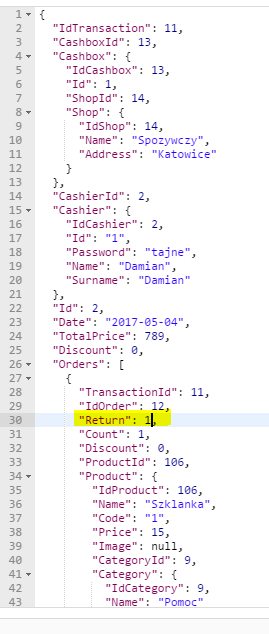 1 {
2 "IdTransaction": 11,
3 "CashboxId": 13,
4 "Cashbox": {
5 "IdCashbox": 13,
6 "Id": 1,
7 "ShopId": 14,
8 "Shop": {
9 "IdShop": 14,
10 "Name": "Spozywczy",
11 "Address": "Katowice"
12 }
13 },
14 "CashierId": 2,
15 "Cashier": {
16 "IdCashier": 2,
17 "Id": "1",
18 "Password": "tajne",
19 "Name": "Damian",
20 "Surname": "Damian"
21 },
22 "Id": 2,
23 "Date": "2017-05-04",
24 "TotalPrice": 789,
25 "Discount": 0,
26 "Orders": [
27 {
28 "TransactionId": 11,
29 "IdOrder": 12,
30 "Return": 1,
31 "Count": 1,
32 "Discount": 0,
33 "ProductId": 106,
34 "Product": {
35 "IdProduct": 106,
36 "Name": "Szklanka",
37 "Code": "1",
38 "Price": 15,
39 "Image": null,
40 "CategoryId": 9,
41 "Category": {
42 "IdCategory": 9,
43 "Name": "Pomoc"